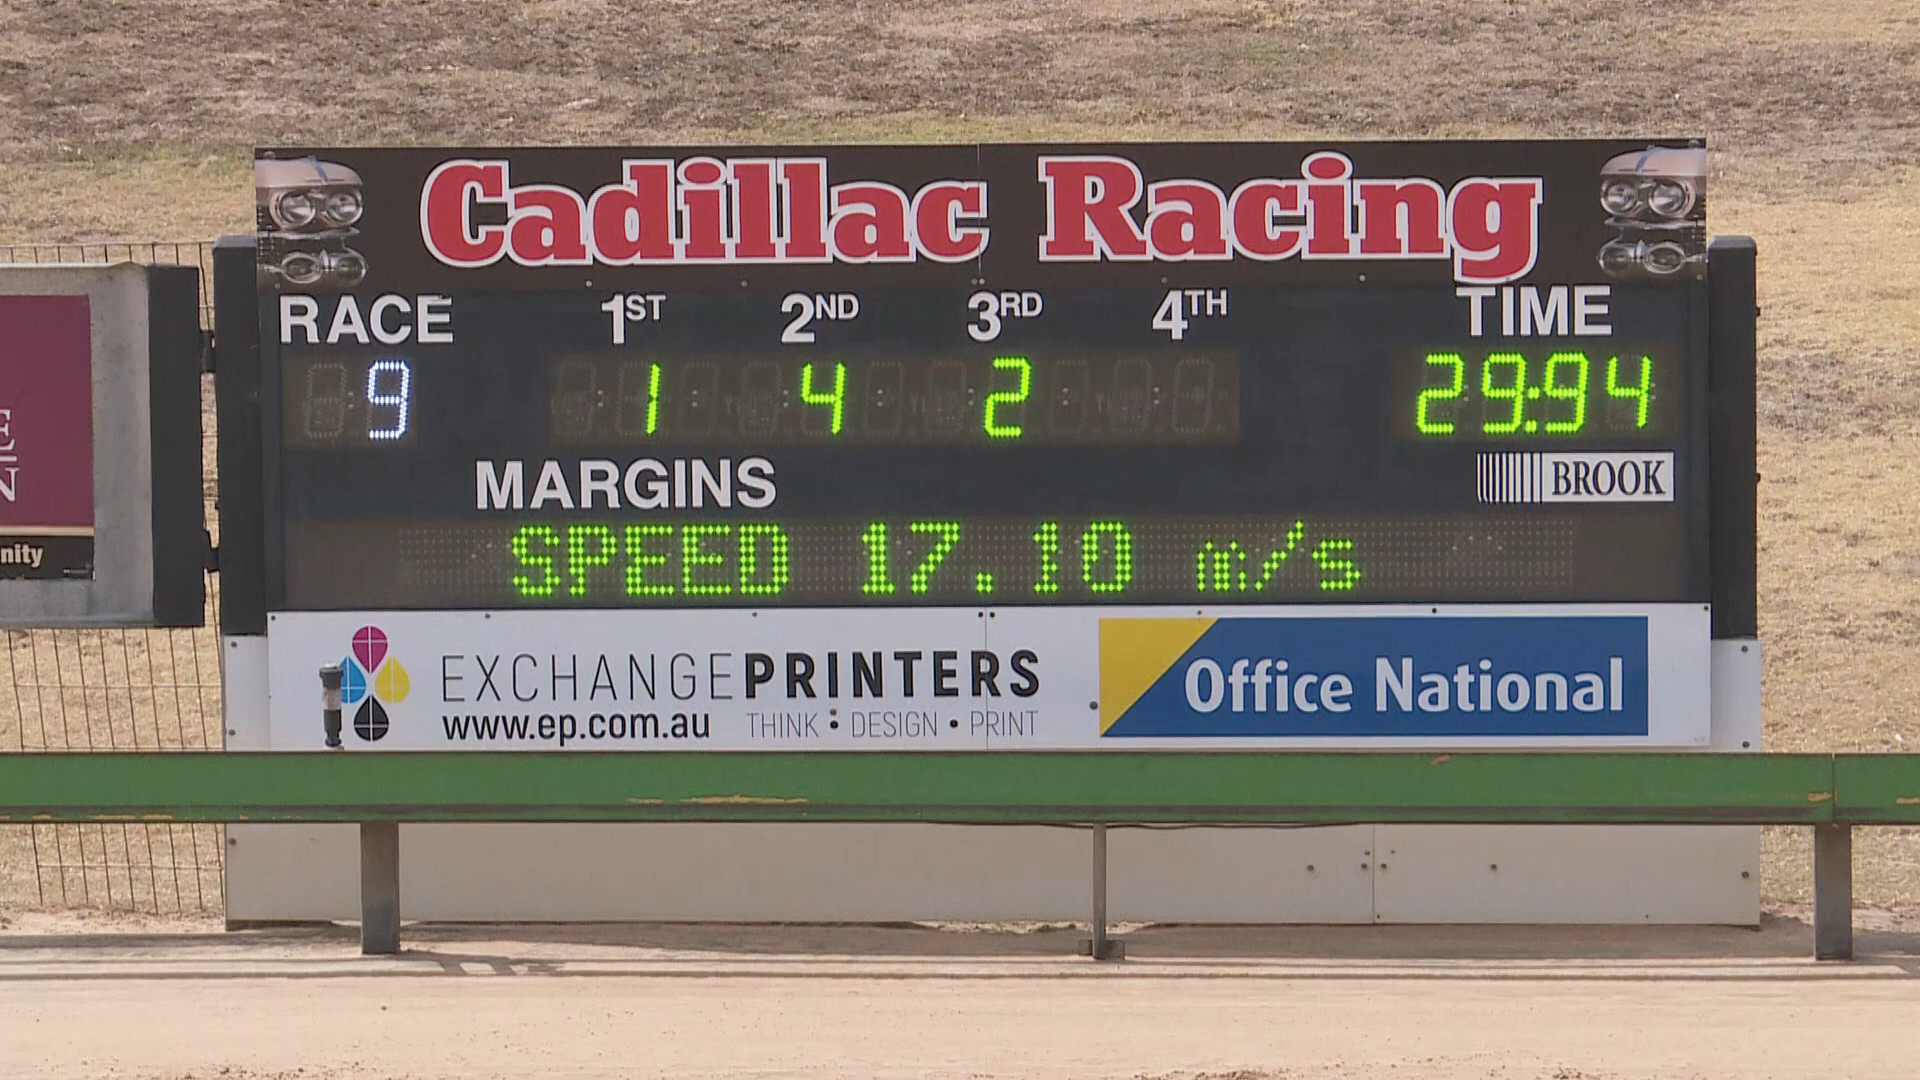 Cadillac Racing
RACE 1ST 2ND 3RD 4TH TIME
9 1 4 2 29:94
MARGINS BROOK
SPEED 17.10 m/s
EXCHANGEPRINTERS
www.ep.com.au THINK : DESIGN • PRINT
Office National
E
N
nity